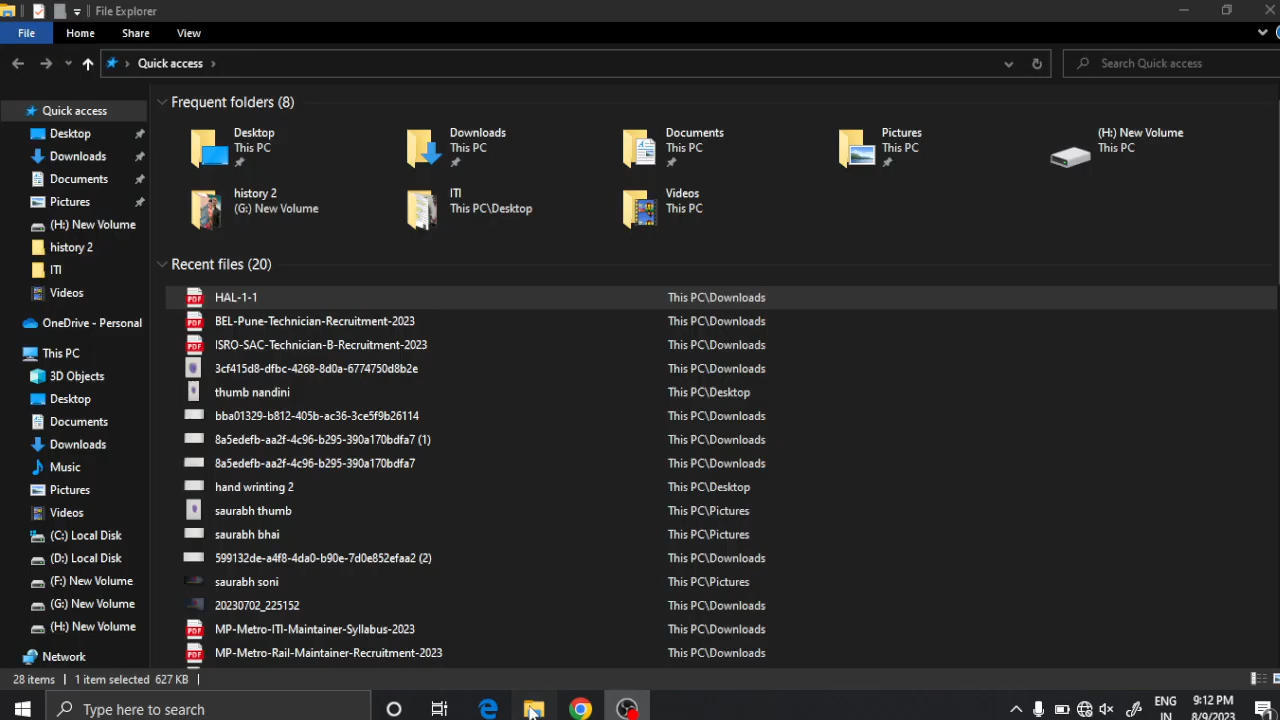 File Explorer
File Home Share View
Quick access Search Quick access
Quick access
Desktop
Downloads
Documents
Pictures
(H:) New Volume
history 2
ITI
Videos
OneDrive - Personal
This PC
3D Objects
Desktop
Documents
Downloads
Music
Pictures
Videos
(C:) Local Disk
(D:) Local Disk
(F:) New Volume
(G:) New Volume
(H:) New Volume
Network
Frequent folders (8)
Desktop
This PC
Downloads
This PC
Documents
This PC
Pictures
This PC
(H:) New Volume
This PC
history 2
(G:) New Volume
ITI
This PC\Desktop
Videos
This PC
Recent files (20)
HAL-1-1 This PC\Downloads
BEL-Pune-Technician-Recruitment-2023 This PC\Downloads
ISRO-SAC-Technician-B-Recruitment-2023 This PC\Downloads
3cf415d8-dfbc-4268-8d0a-6774750d8b2e This PC\Downloads
thumb nandini This PC\Desktop
bba01329-b812-405b-ac36-3ce5f9b26114 This PC\Downloads
8a5edefb-aa2f-4c96-b295-390a170bdfa7 (1) This PC\Downloads
8a5edefb-aa2f-4c96-b295-390a170bdfa7 This PC\Downloads
hand wrinting 2 This PC\Desktop
saurabh thumb This PC\Pictures
saurabh bhai This PC\Pictures
599132de-a4f8-4da0-b90e-7d0e852efaa2 (2) This PC\Downloads
saurabh soni This PC\Pictures
20230702_225152 This PC\Downloads
MP-Metro-ITI-Maintainer-Syllabus-2023 This PC\Downloads
MP-Metro-Rail-Maintainer-Recruitment-2023 This PC\Downloads
28 items 1 item selected 627 KB
Type here to search
ENG
IN
9:12 PM
8/9/2023